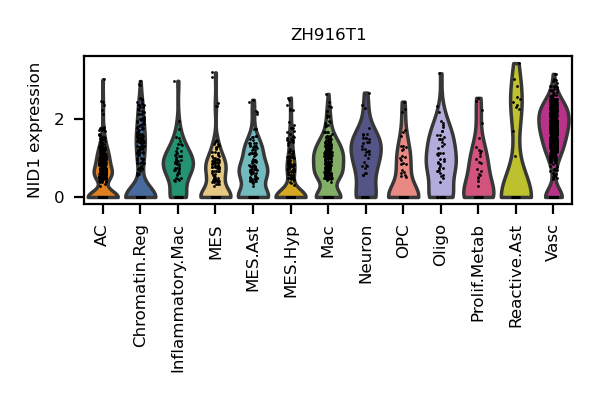 ZH916T1
NID1 expression
2
0
AC
Chromatin.Reg
Inflammatory.Mac
MES
MES.Ast
MES.Hyp
Mac
Neuron
OPC
Oligo
Prolif.Metab
Reactive.Ast
Vasc